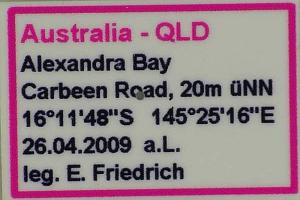 Australia - QLD
Alexandra Bay
Carbeen Road, 20m üNN
16°11'48"S 145°25'16"E
26.04.2009 a.L.
leg. E. Friedrich